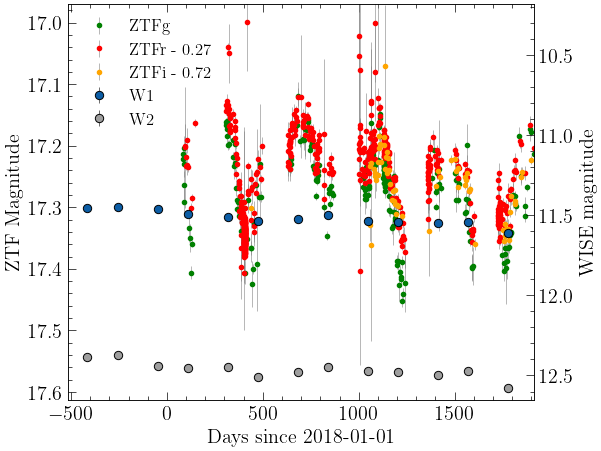 ZTFg
ZTFr - 0.27
ZTFi - 0.72
W1
W2
17.0
17.1
17.2
17.3
17.4
17.5
17.6
ZTF Magnitude
10.5
11.0
11.5
12.0
12.5
WISE magnitude
−500 0 500 1000 1500
Days since 2018-01-01